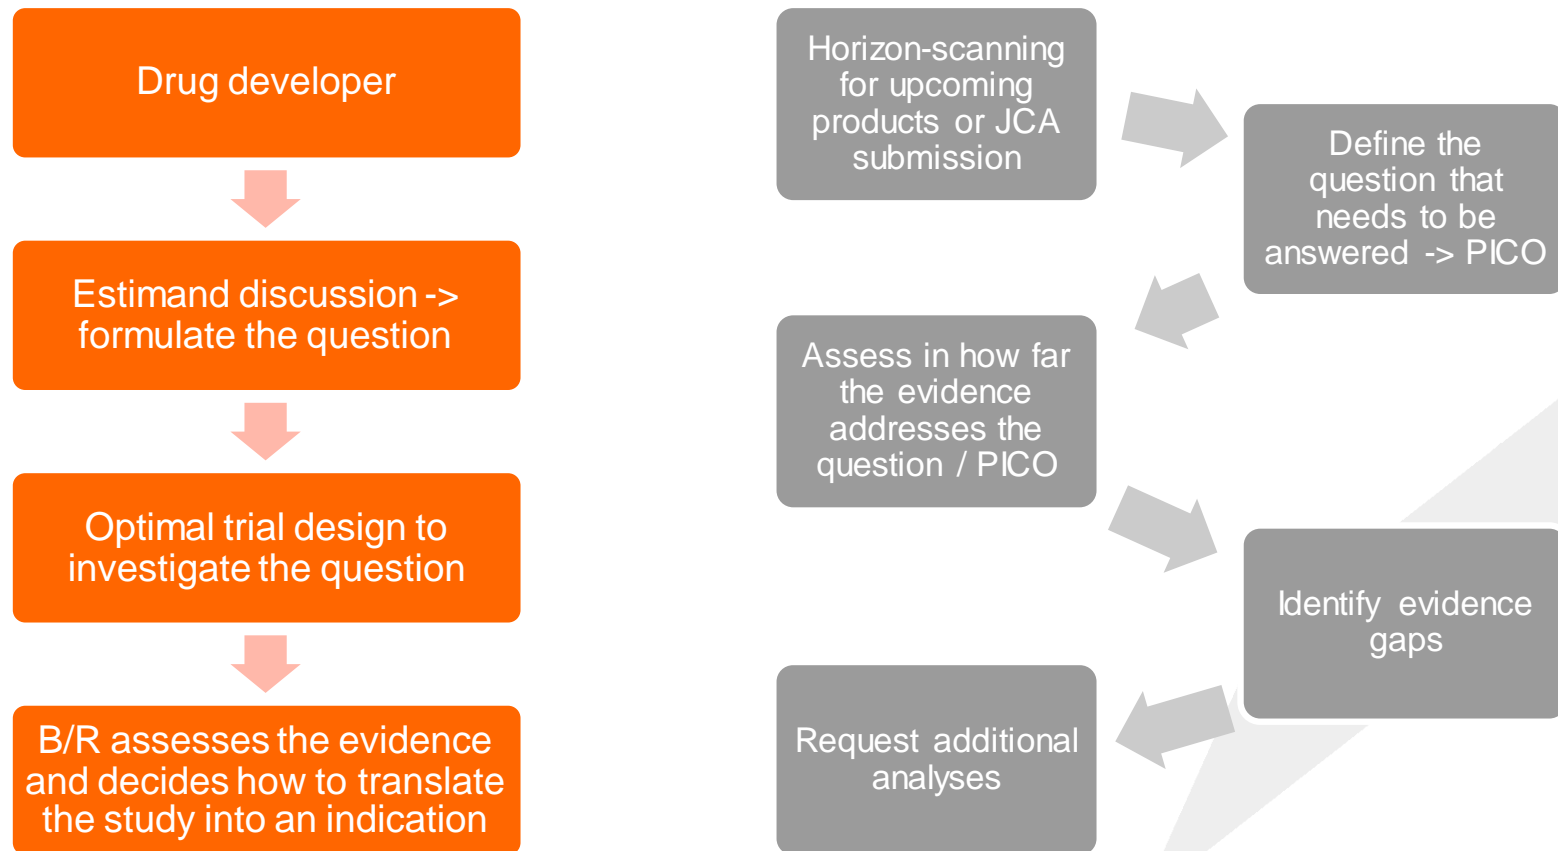 Drug developer
Estimand discussion ->
formulate the question
Optimal trial design to
investigate the question
B/R assesses the evidence
and decides how to translate
the study into an indication
Horizon-scanning
for upcoming
products or JCA
submission
Define the
question that
needs to be
answered -> PICO
Assess in how far
the evidence
addresses the
question / PICO
Identify evidence
gaps
Request additional
analyses